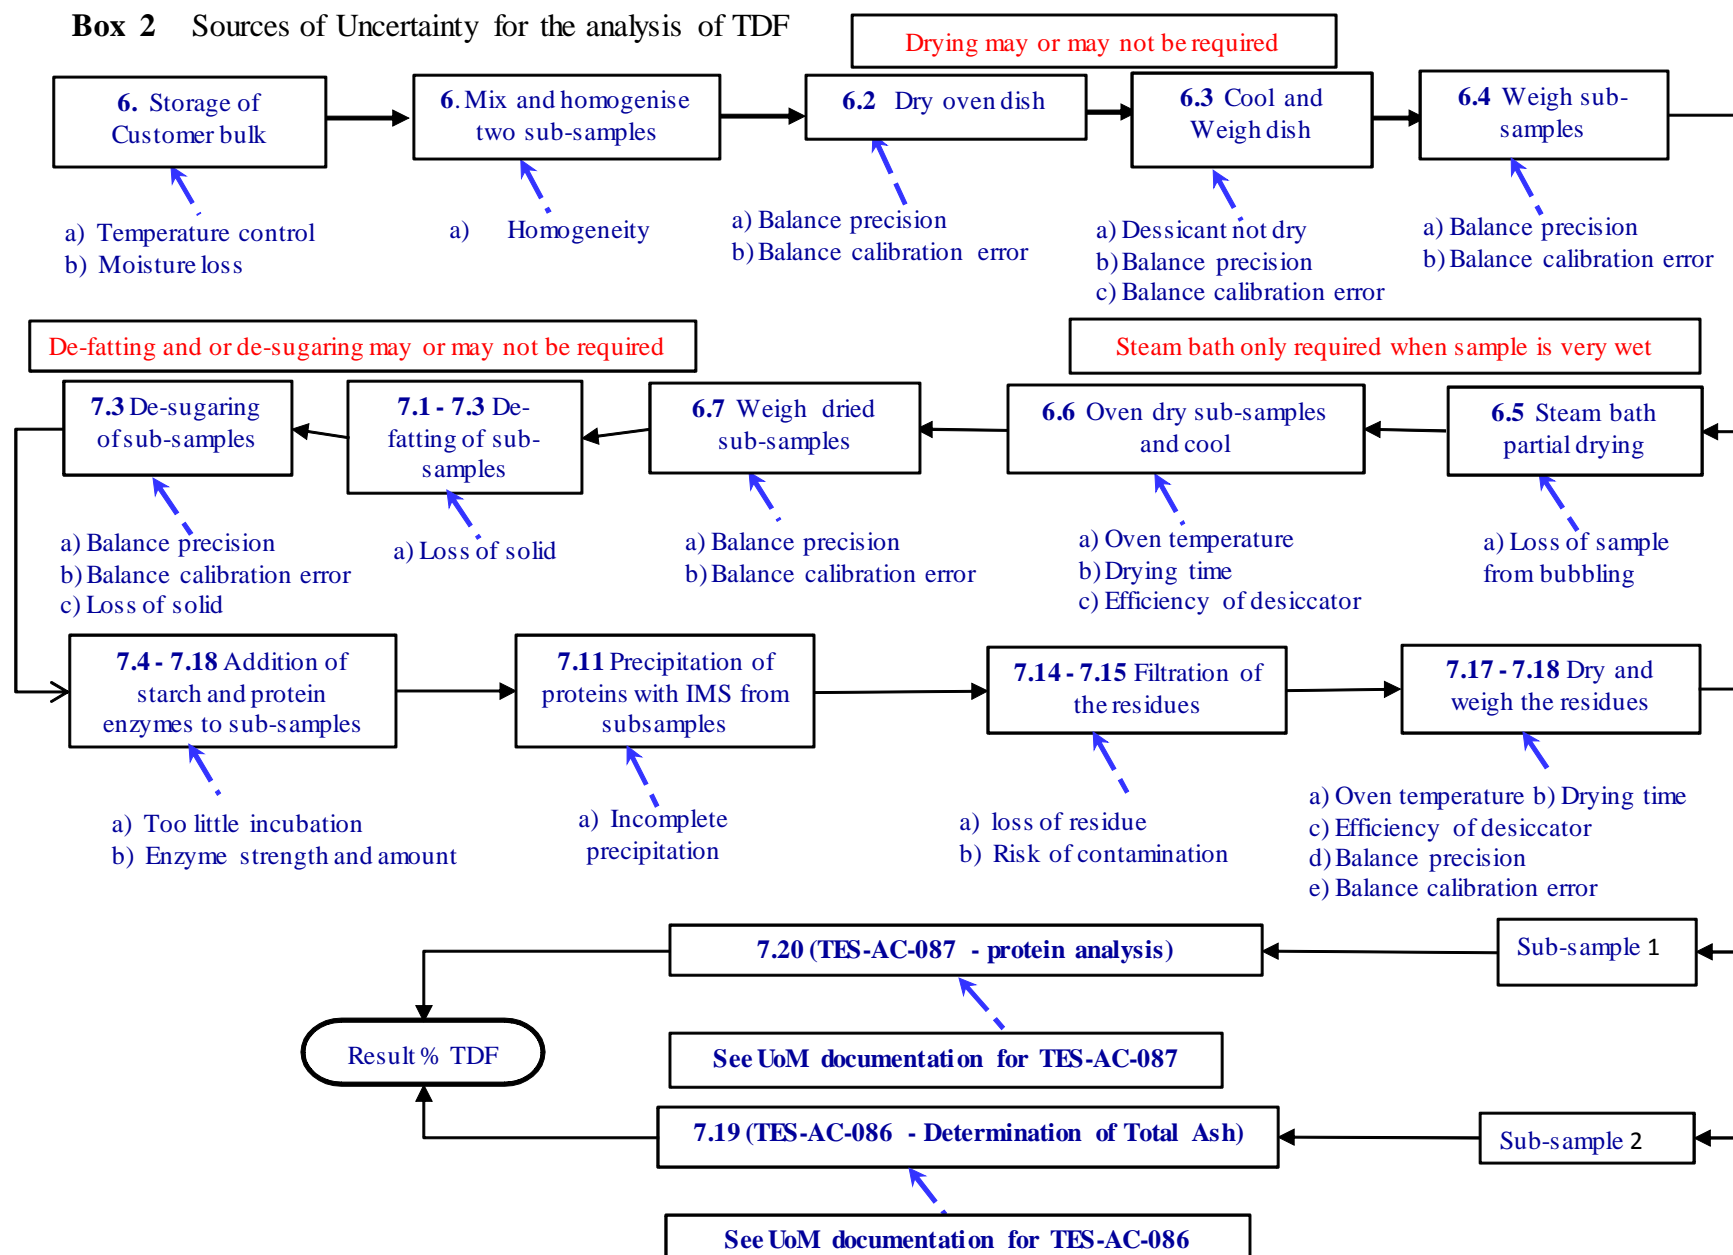 Box 2 Sources of Uncertainty for the analysis of TDF
Drying may or may not be required
6. Storage of
Customer bulk
6. Mix and homogenise
two sub-samples
6.2 Dry oven dish
6.3 Cool and
Weigh dish
6.4 Weigh sub-
samples
a) Temperature control
b) Moisture loss
a) Homogeneity
a) Balance precision
b) Balance calibration error
a) Dessicant not dry
b) Balance precision
c) Balance calibration error
a) Balance precision
b) Balance calibration error
De-fatting and or de-sugaring may or may not be required
Steam bath only required when sample is very wet
7.3 De-sugaring
of sub-samples
7.1 - 7.3 De-
fatting of sub-
samples
6.7 Weigh dried
sub-samples
6.6 Oven dry sub-samples
and cool
6.5 Steam bath
partial drying
a) Balance precision
b) Balance calibration error
c) Loss of solid
a) Loss of solid
a) Balance precision
b) Balance calibration error
a) Oven temperature
b) Drying time
c) Efficiency of desiccator
a) Loss of sample
from bubbling
7.4 - 7.18 Addition of
starch and protein
enzymes to sub-samples
7.11 Precipitation of
proteins with IMS from
subsamples
7.14 - 7.15 Filtration of
the residues
7.17 - 7.18 Dry and
weigh the residues
a) Too little incubation
b) Enzyme strength and amount
a) Incomplete
precipitation
a) loss of residue
b) Risk of contamination
a) Oven temperature b) Drying time
c) Efficiency of desiccator
d) Balance precision
e) Balance calibration error
7.20 (TES-AC-087 - protein analysis)
Sub-sample 1
Result % TDF
See UoM documentation for TES-AC-087
7.19 (TES-AC-086 - Determination of Total Ash)
Sub-sample 2
See UoM documentation for TES-AC-086